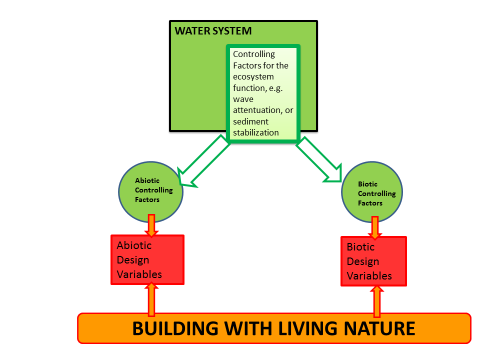 WATER SYSTEM
Controlling
Factors for the
ecosystem
function, e.g.
wave
attentuation, or
sediment
stabilization
Abiotic
Controlling
Factors
Biotic
Controlling
Factors
Abiotic
Design
Variables
Biotic
Design
Variables
BUILDING WITH LIVING NATURE